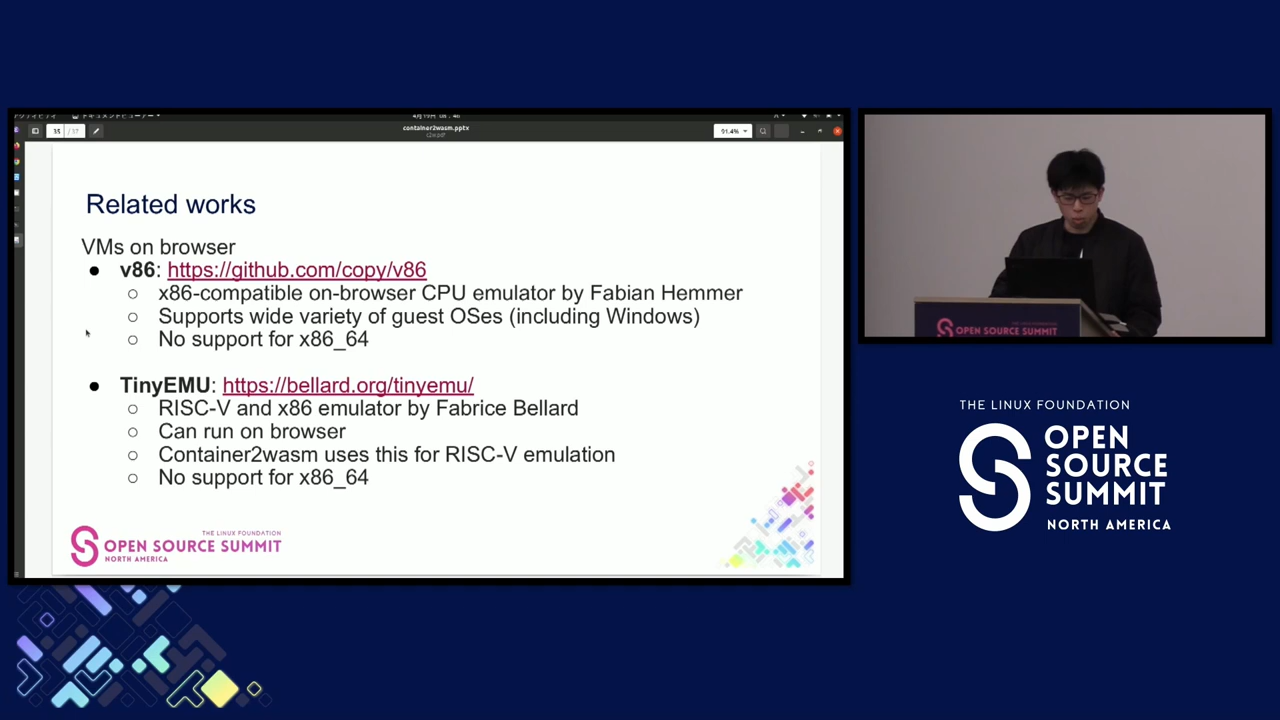 35 / 37
container2wasm.pptx
91.4%
Related works
VMs on browser
● v86: https://github.com/copy/v86
○ x86-compatible on-browser CPU emulator by Fabian Hemmer
○ Supports wide variety of guest OSes (including Windows)
○ No support for x86_64
● TinyEMU: https://bellard.org/tinyemu/
○ RISC-V and x86 emulator by Fabrice Bellard
○ Can run on browser
○ Container2wasm uses this for RISC-V emulation
○ No support for x86_64
THE LINUX FOUNDATION
OPEN SOURCE SUMMIT
NORTH AMERICA
OPEN SOURCE SUMMIT
THE LINUX FOUNDATION
OPEN
SOURCE
SUMMIT
NORTH AMERICA